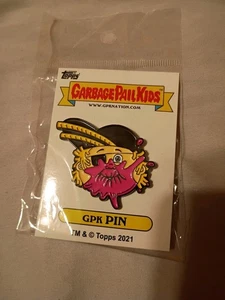 Topps
GARBAGE PAIL KIDS
WWW.GPKNATION.COM
GPK PIN
TM & © Topps 2021